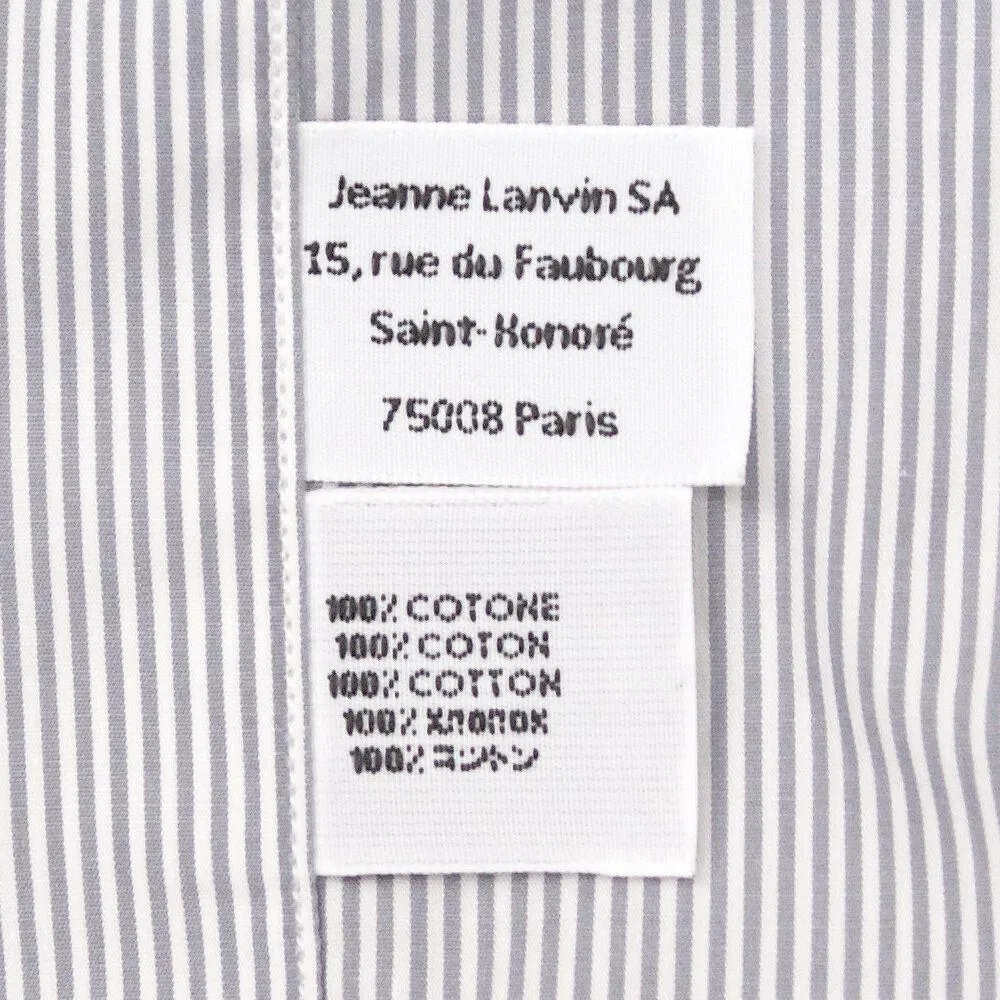 Jeanne Lanvin SA
15, rue du Faubourg
Saint-Honoré
75008 Paris
100% COTONE
100% COTON
100% COTTON
100% ХЛОПОК
100% コットン